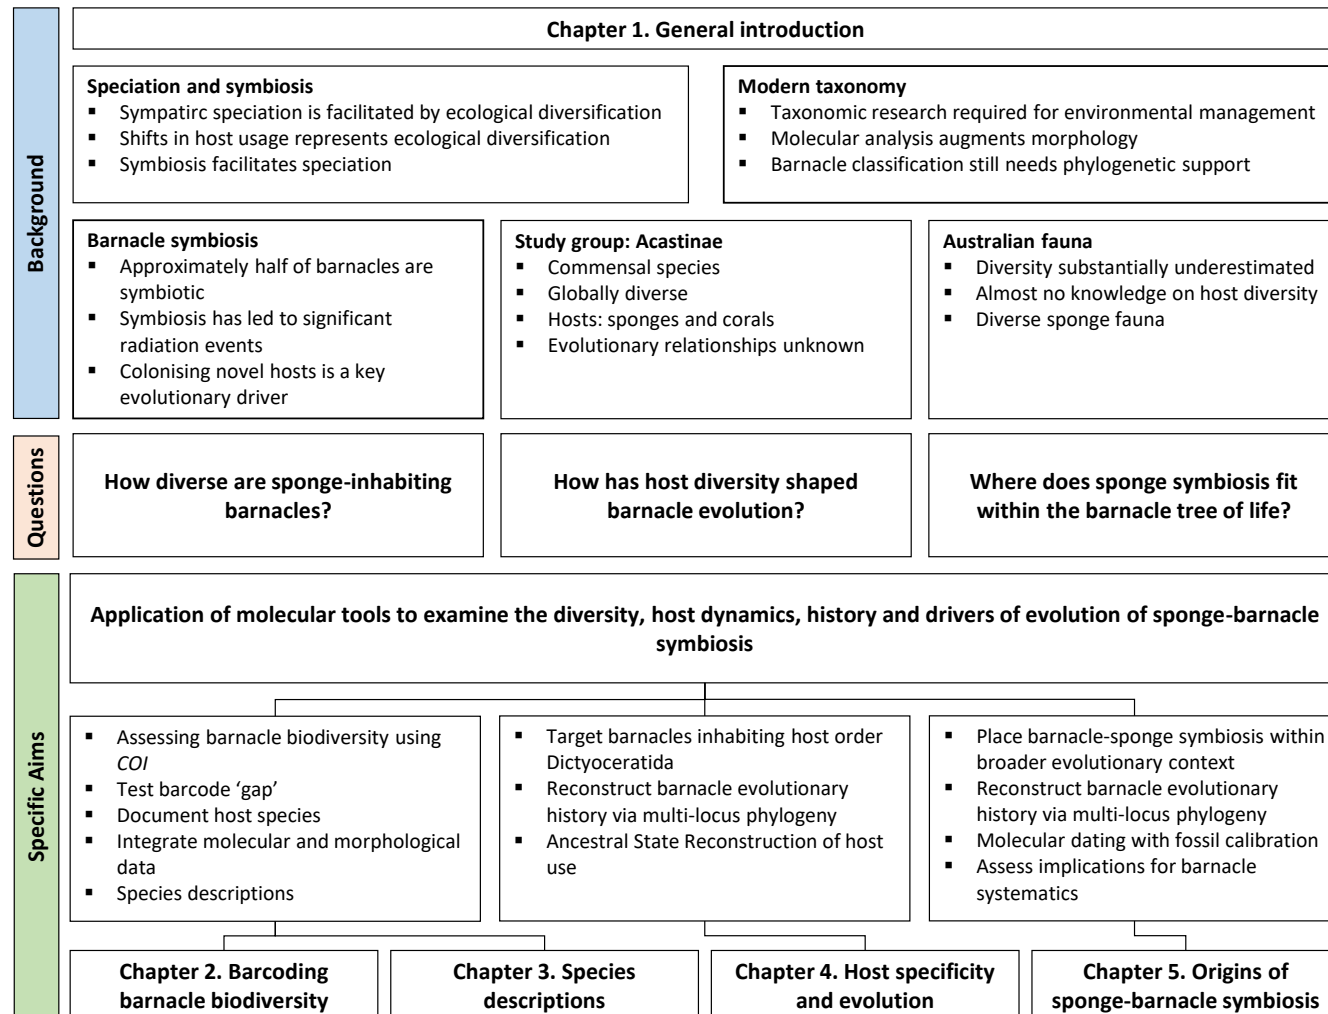 Chapter 1. General introduction
Background
Speciation and symbiosis
▪ Sympatirc speciation is facilitated by ecological diversification
▪ Shifts in host usage represents ecological diversification
▪ Symbiosis facilitates speciation
Modern taxonomy
▪ Taxonomic research required for environmental management
▪ Molecular analysis augments morphology
▪ Barnacle classification still needs phylogenetic support
Barnacle symbiosis
▪ Approximately half of barnacles are
symbiotic
▪ Symbiosis has led to significant
radiation events
▪ Colonising novel hosts is a key
evolutionary driver
Study group: Acastinae
▪ Commensal species
▪ Globally diverse
▪ Hosts: sponges and corals
▪ Evolutionary relationships unknown
Australian fauna
▪ Diversity substantially underestimated
▪ Almost no knowledge on host diversity
▪ Diverse sponge fauna
Questions
How diverse are sponge-inhabiting
barnacles?
How has host diversity shaped
barnacle evolution?
Where does sponge symbiosis fit
within the barnacle tree of life?
Specific Aims
Application of molecular tools to examine the diversity, host dynamics, history and drivers of evolution of sponge-barnacle
symbiosis
▪ Assessing barnacle biodiversity using
COI
▪ Test barcode ‘gap’
▪ Document host species
▪ Integrate molecular and morphological
data
▪ Species descriptions
▪ Target barnacles inhabiting host order
Dictyoceratida
▪ Reconstruct barnacle evolutionary
history via multi-locus phylogeny
▪ Ancestral State Reconstruction of host
use
▪ Place barnacle-sponge symbiosis within
broader evolutionary context
▪ Reconstruct barnacle evolutionary
history via multi-locus phylogeny
▪ Molecular dating with fossil calibration
▪ Assess implications for barnacle
systematics
Chapter 2. Barcoding
barnacle biodiversity
Chapter 3. Species
descriptions
Chapter 4. Host specificity
and evolution
Chapter 5. Origins of
sponge-barnacle symbiosis